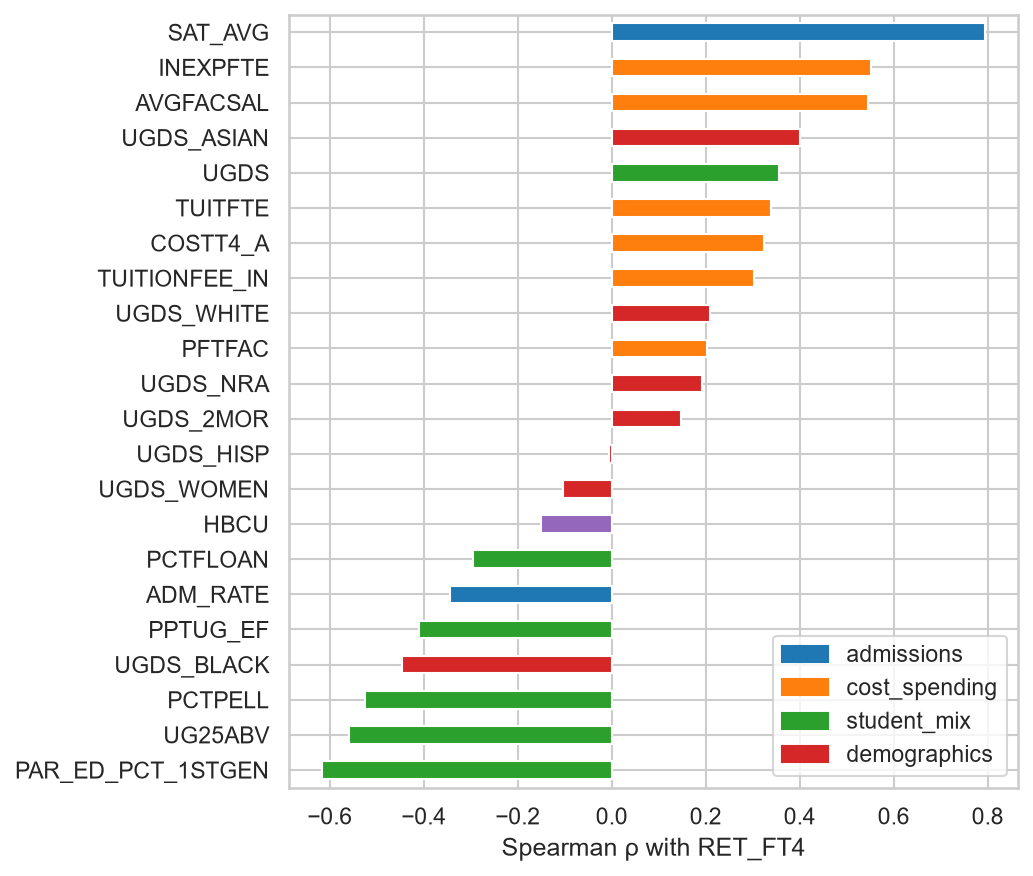 SAT_AVG
INEXPFTE
AVGFACSAL
UGDS_ASIAN
UGDS
TUITFTE
COSTT4_A
TUITIONFEE_IN
UGDS_WHITE
PFTFAC
UGDS_NRA
UGDS_2MOR
UGDS_HISP
UGDS_WOMEN
HBCU
PCTFLOAN
ADM_RATE
PPTUG_EF
UGDS_BLACK
PCTPELL
UG25ABV
PAR_ED_PCT_1STGEN
admissions
cost_spending
student_mix
demographics
−0.6 −0.4 −0.2 0.0 0.2 0.4 0.6 0.8
Spearman ρ with RET_FT4